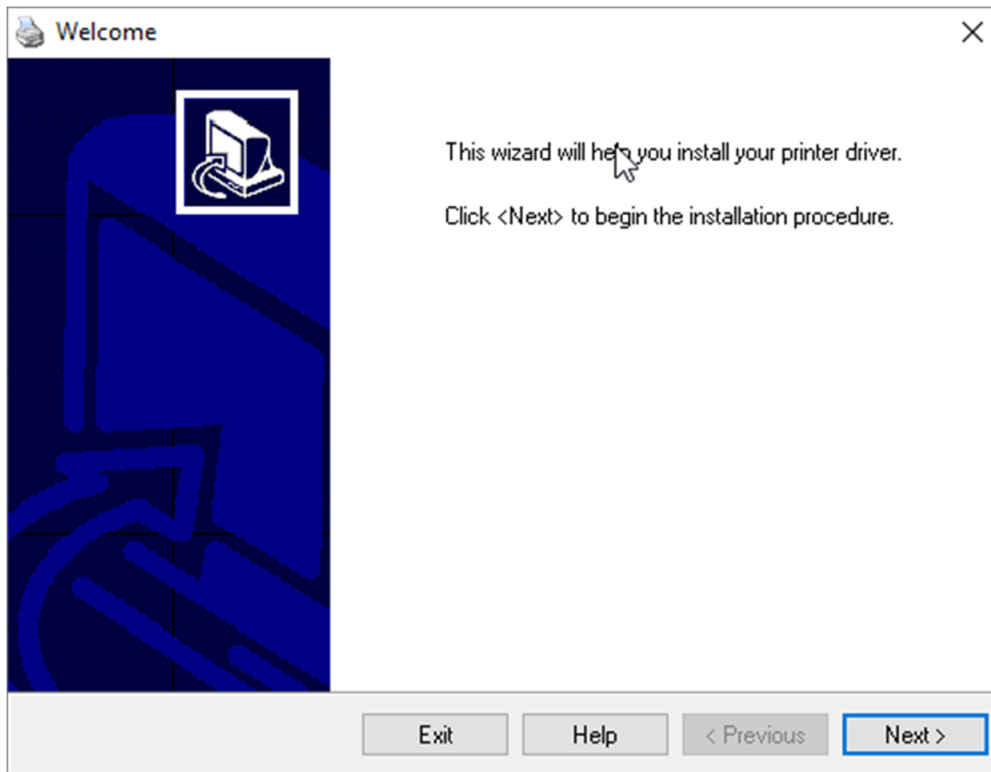 Welcome
This wizard will help you install your printer driver.
Click <Next> to begin the installation procedure.
Exit
Help
< Previous
Next >